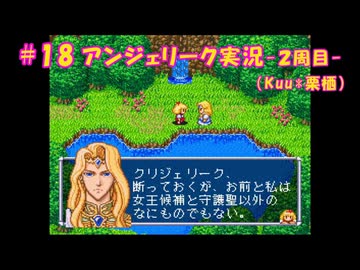 #18 アンジェリーク実況-2周目-
(Kuu*栗栖)
クリジェリーク、
断っておくが、お前と私は
女王候補と守護聖以外の
なにものでもない。